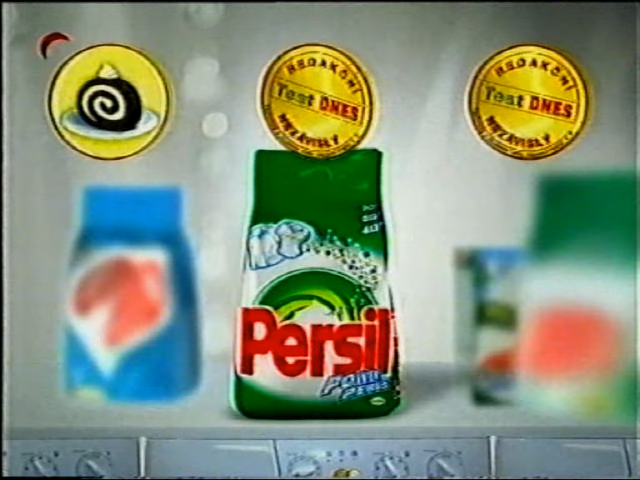 REDAKČNÍ
Test DNES
NEZÁVISLÝ
REDAKČNÍ
Test DNES
NEZÁVISLÝ
Persil